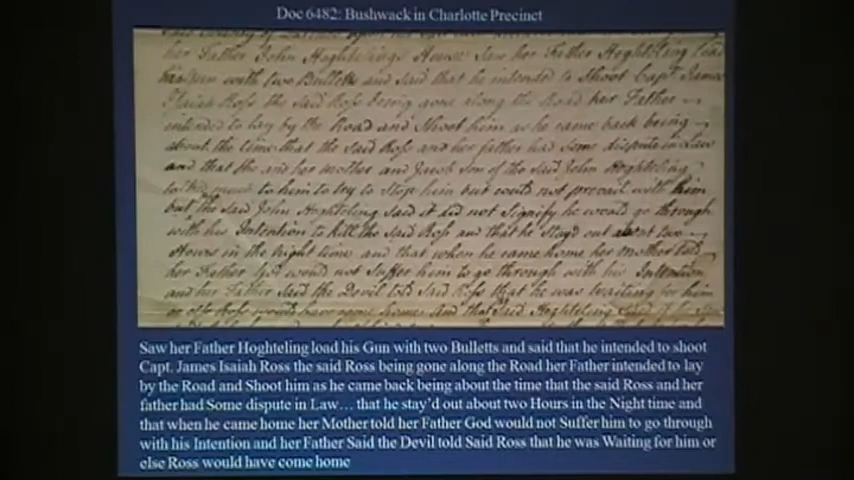 Doc 6482: Bushwack in Charlotte Precinct
her Father John Hoghtelings House Saw her Father Hoghteling load
his Gun with two Bullets and said that he intended to Shoot Capt. James
Isaiah Ross the said Ross being gone along the Road her Father
intended to lay by the Road and Shoot him as he came back being
about the time that the said Ross and her father had Some dispute in Law
and that she and her mother and Jacob son of the said John Hoghteling
to him to try to Stop him but could not prevail with him
but the said John Hoghteling said it did not Signify he would go through
with his Intention to kill the said Ross and that he Stay'd out about two
Hours in the Night time and that when he came home her mother told
her Father God would not Suffer him to go through with his Intention
and her Father Said the Devil told Said Ross that he was waiting for him
or else Ross would have come home and that said Hoghteling
Saw her Father Hoghteling load his Gun with two Bulletts and said that he intended to shoot
Capt. James Isaiah Ross the said Ross being gone along the Road her Father intended to lay
by the Road and Shoot him as he came back being about the time that the said Ross and her
father had Some dispute in Law… that he stay'd out about two Hours in the Night time and
that when he came home her Mother told her Father God would not Suffer him to go through
with his Intention and her Father Said the Devil told Said Ross that he was Waiting for him or
else Ross would have come home